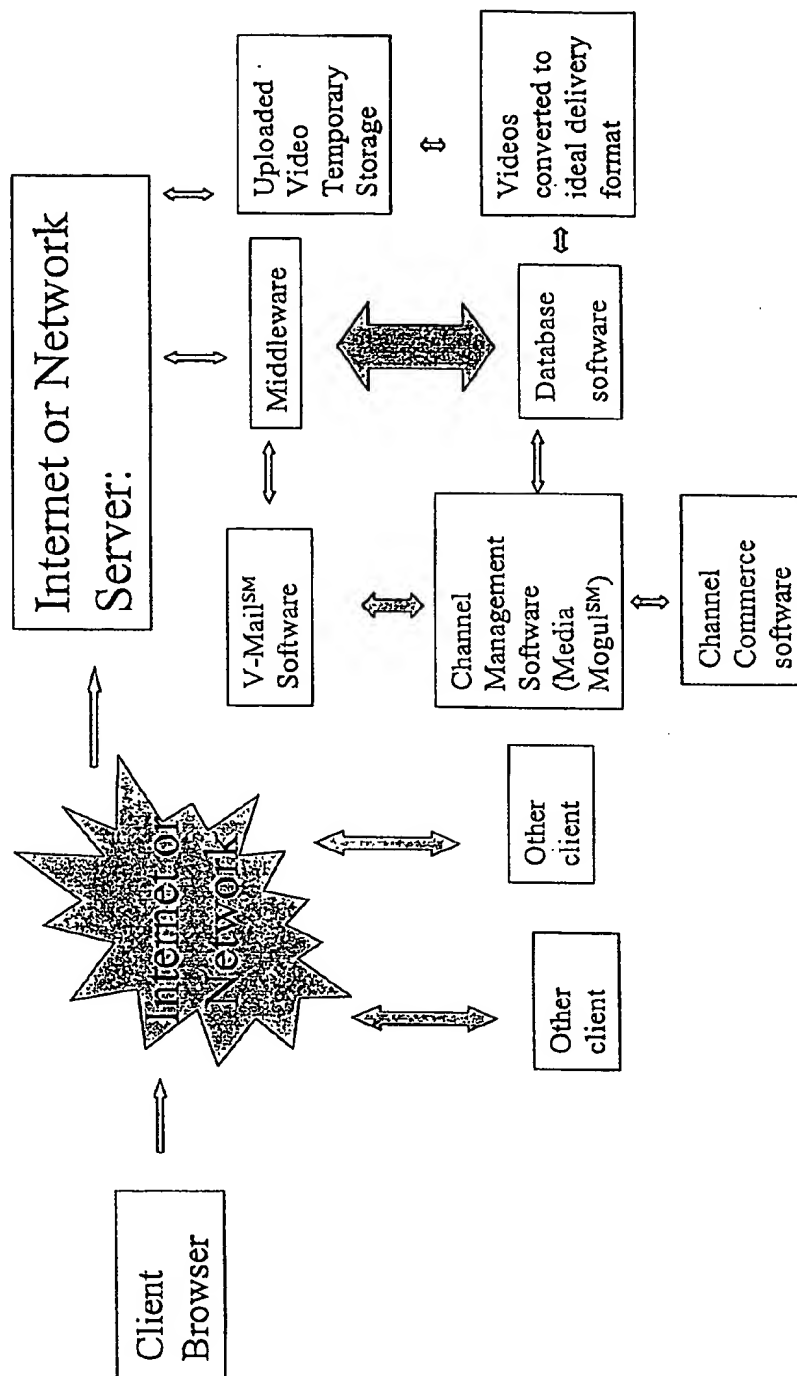 Client
Browser
Internet or
Network
Internet or Network
Server:
V-Mail℠
Software
Middleware
Uploaded
Video
Temporary
Storage
Other
client
Other
client
Channel
Management
Software
(Media
Mogul℠)
Database
software
Videos
converted to
ideal delivery
format
Channel
Commerce
software